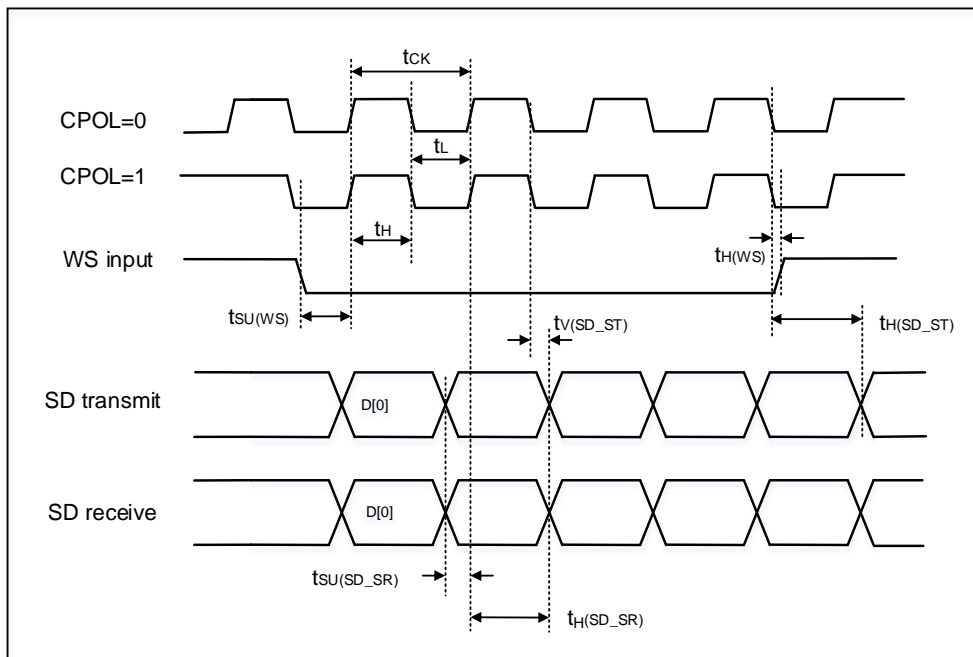 tCK
CPOL=0
tL
CPOL=1
tH
tH(WS)
WS input
tSU(WS)
tV(SD_ST)
tH(SD_ST)
SD transmit
D[0]
SD receive
D[0]
tSU(SD_SR)
tH(SD_SR)